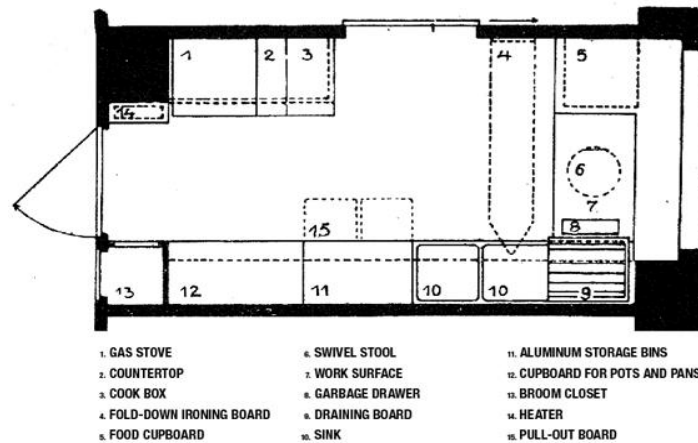 1 2 3 4 5
14
6
7
15 8
13 12 11 10 10 9
1. GAS STOVE
2. COUNTERTOP
3. COOK BOX
4. FOLD-DOWN IRONING BOARD
5. FOOD CUPBOARD
6. SWIVEL STOOL
7. WORK SURFACE
8. GARBAGE DRAWER
9. DRAINING BOARD
10. SINK
11. ALUMINUM STORAGE BINS
12. CUPBOARD FOR POTS AND PANS
13. BROOM CLOSET
14. HEATER
15. PULL-OUT BOARD